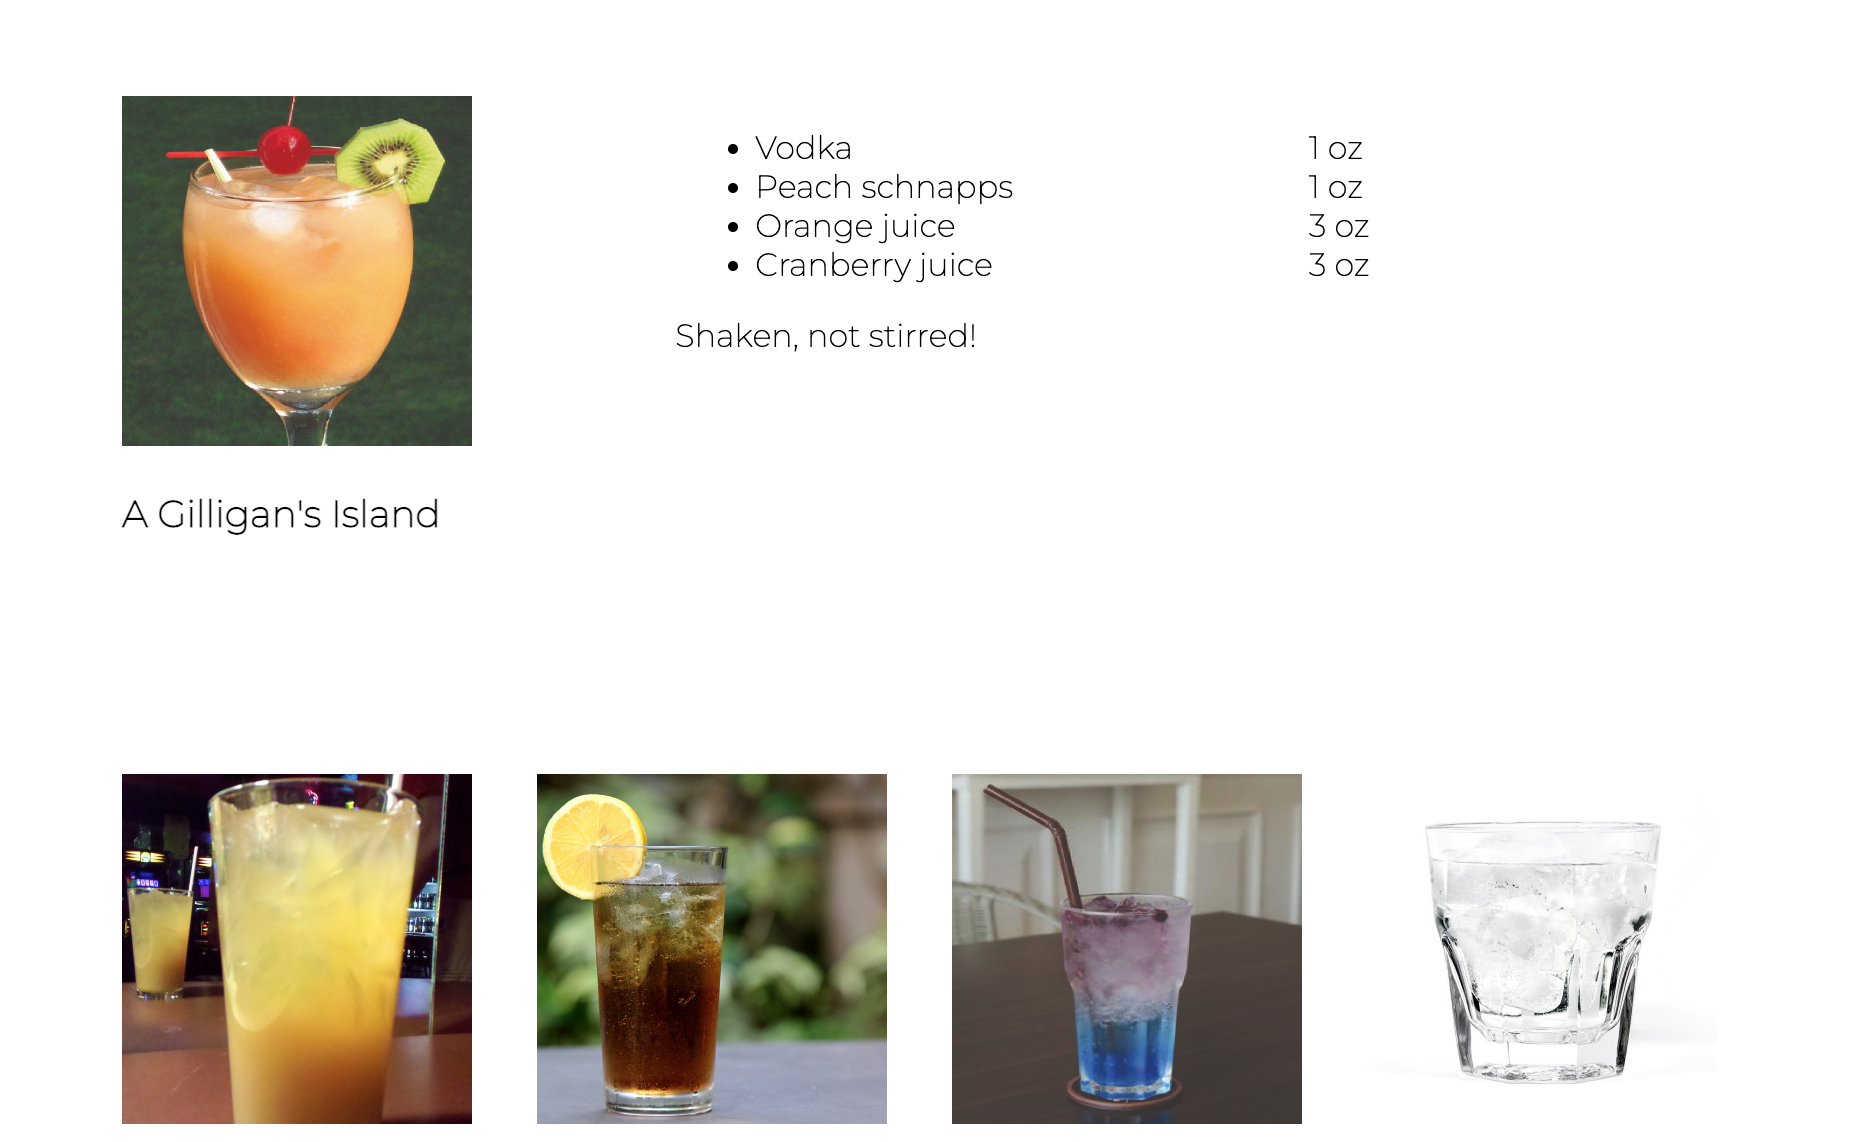 Vodka 1 oz
Peach schnapps 1 oz
Orange juice 3 oz
Cranberry juice 3 oz
Shaken, not stirred!
A Gilligan's Island